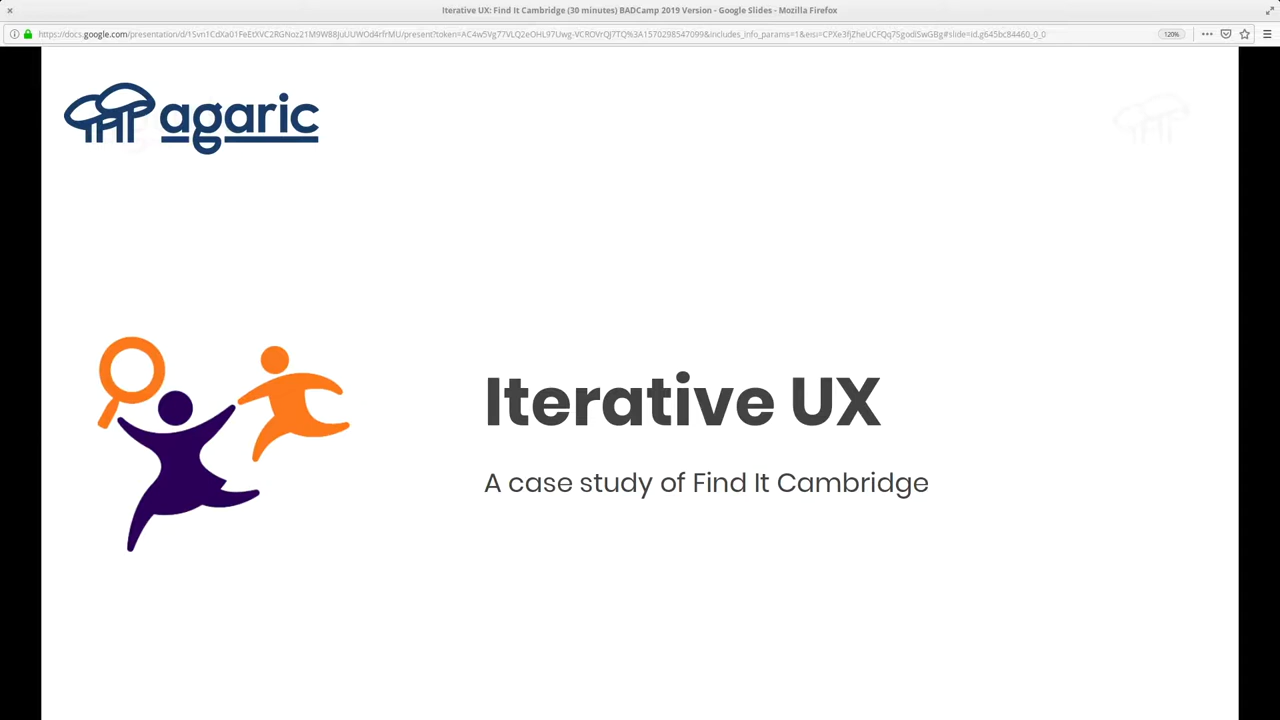 Iterative UX: Find It Cambridge (30 minutes) BADCamp 2019 Version - Google Slides - Mozilla Firefox
120%
agaric
Iterative UX
A case study of Find It Cambridge